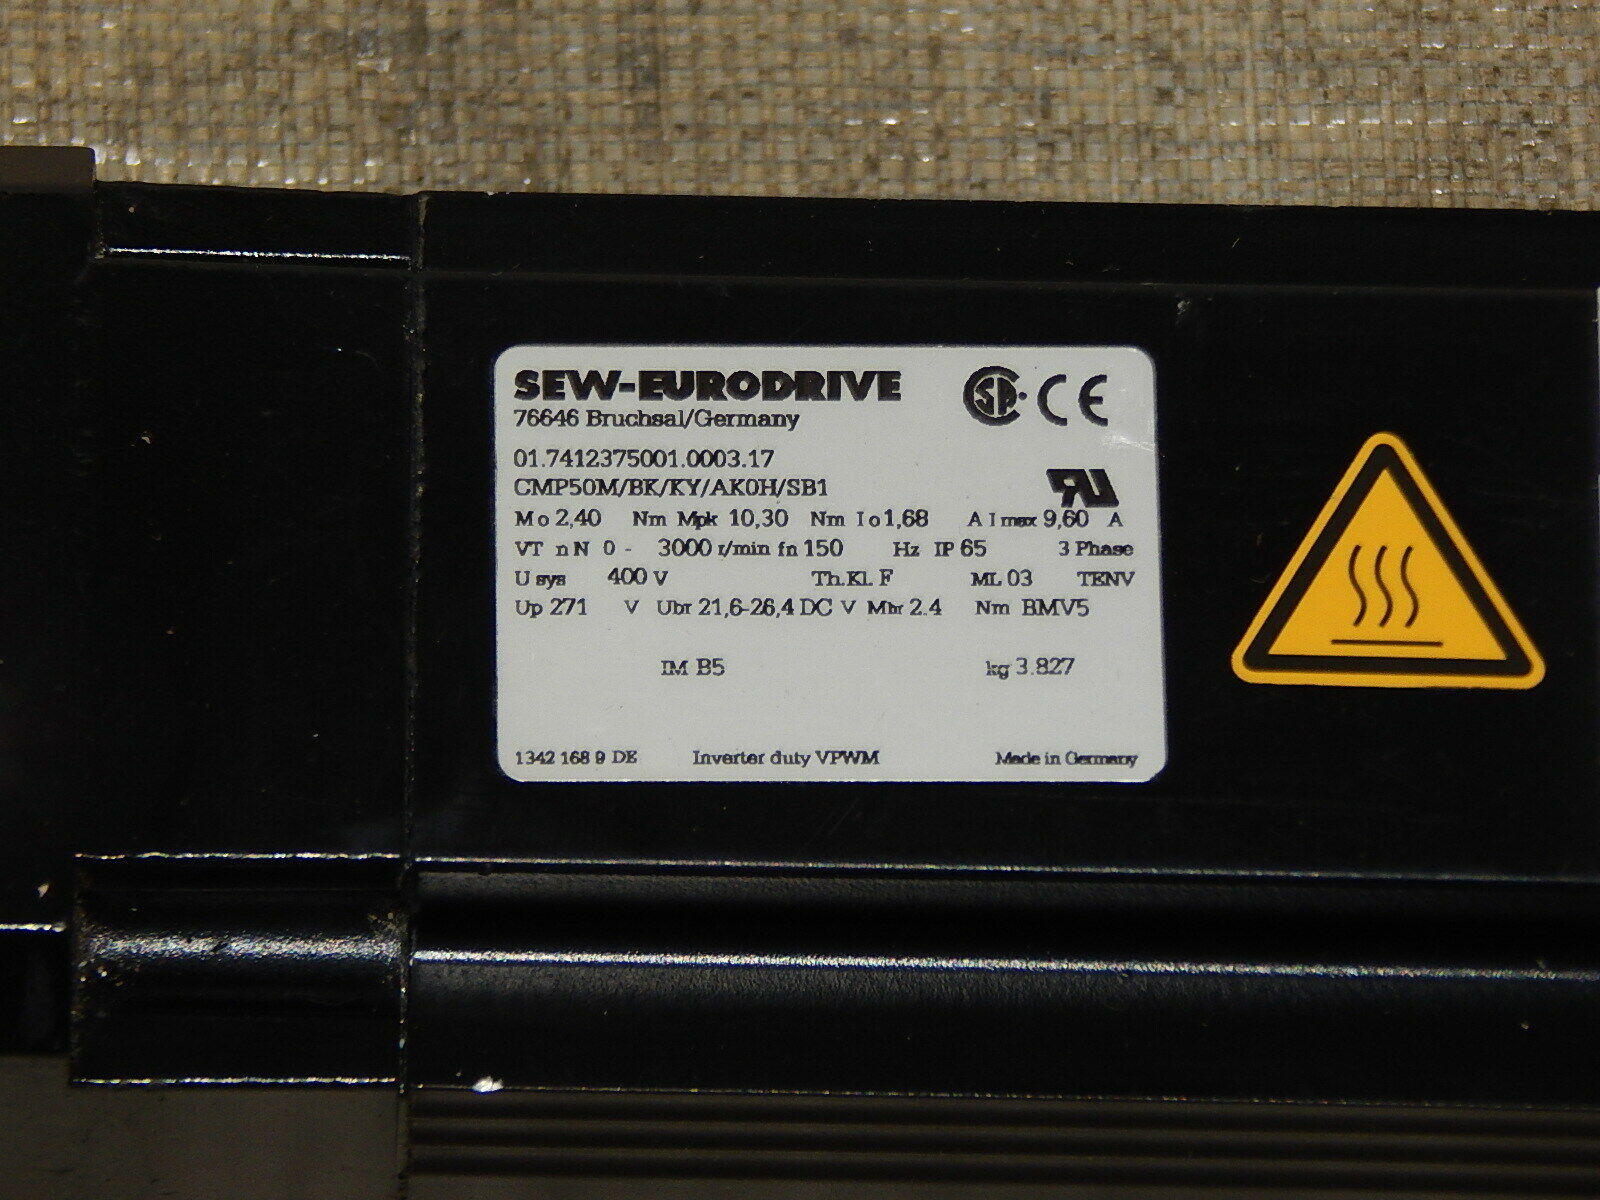 SEW-EURODRIVE
76646 Bruchsal/Germany
CSA CE
01.7412375001.0003.17
CMP50M/BK/KY/AK0H/SB1
RU
Mo 2,40 Nm Mpk 10,30 Nm Io 1,68 A Imax 9,60 A
VT nN 0 - 3000 r/min fn 150 Hz IP 65 3 Phase
U sys 400 V Th.Kl. F ML 03 TENV
Up 271 V Ubr 21,6-26,4 DC V Mbr 2.4 Nm BMV5
IM B5 kg 3.827
1342 168 9 DE Inverter duty VPWM Made in Germany